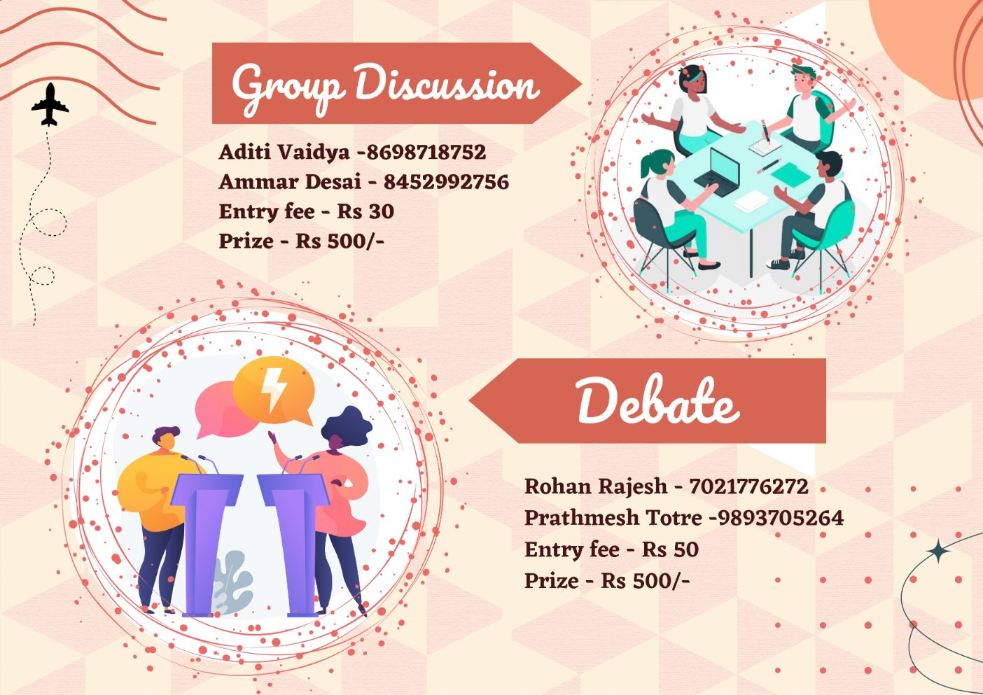 Group Discussion
Aditi Vaidya -8698718752
Ammar Desai - 8452992756
Entry fee - Rs 30
Prize - Rs 500/-
Debate
Rohan Rajesh - 7021776272
Prathmesh Totre -9893705264
Entry fee - Rs 50
Prize - Rs 500/-